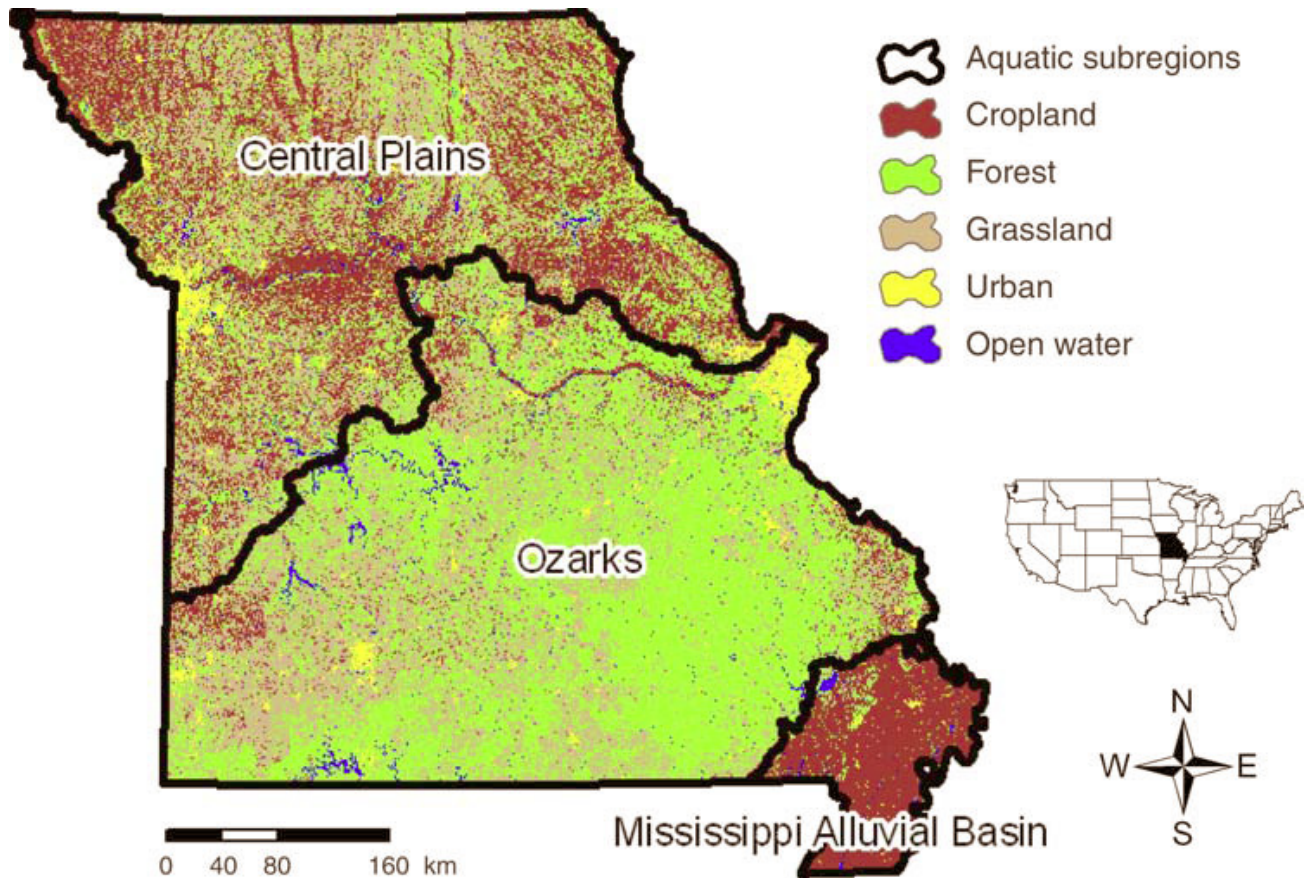 Aquatic subregions
Cropland
Central Plains
Forest
Grassland
Urban
Open water
Ozarks
N
W E
S
Mississippi Alluvial Basin
0 40 80 160 km